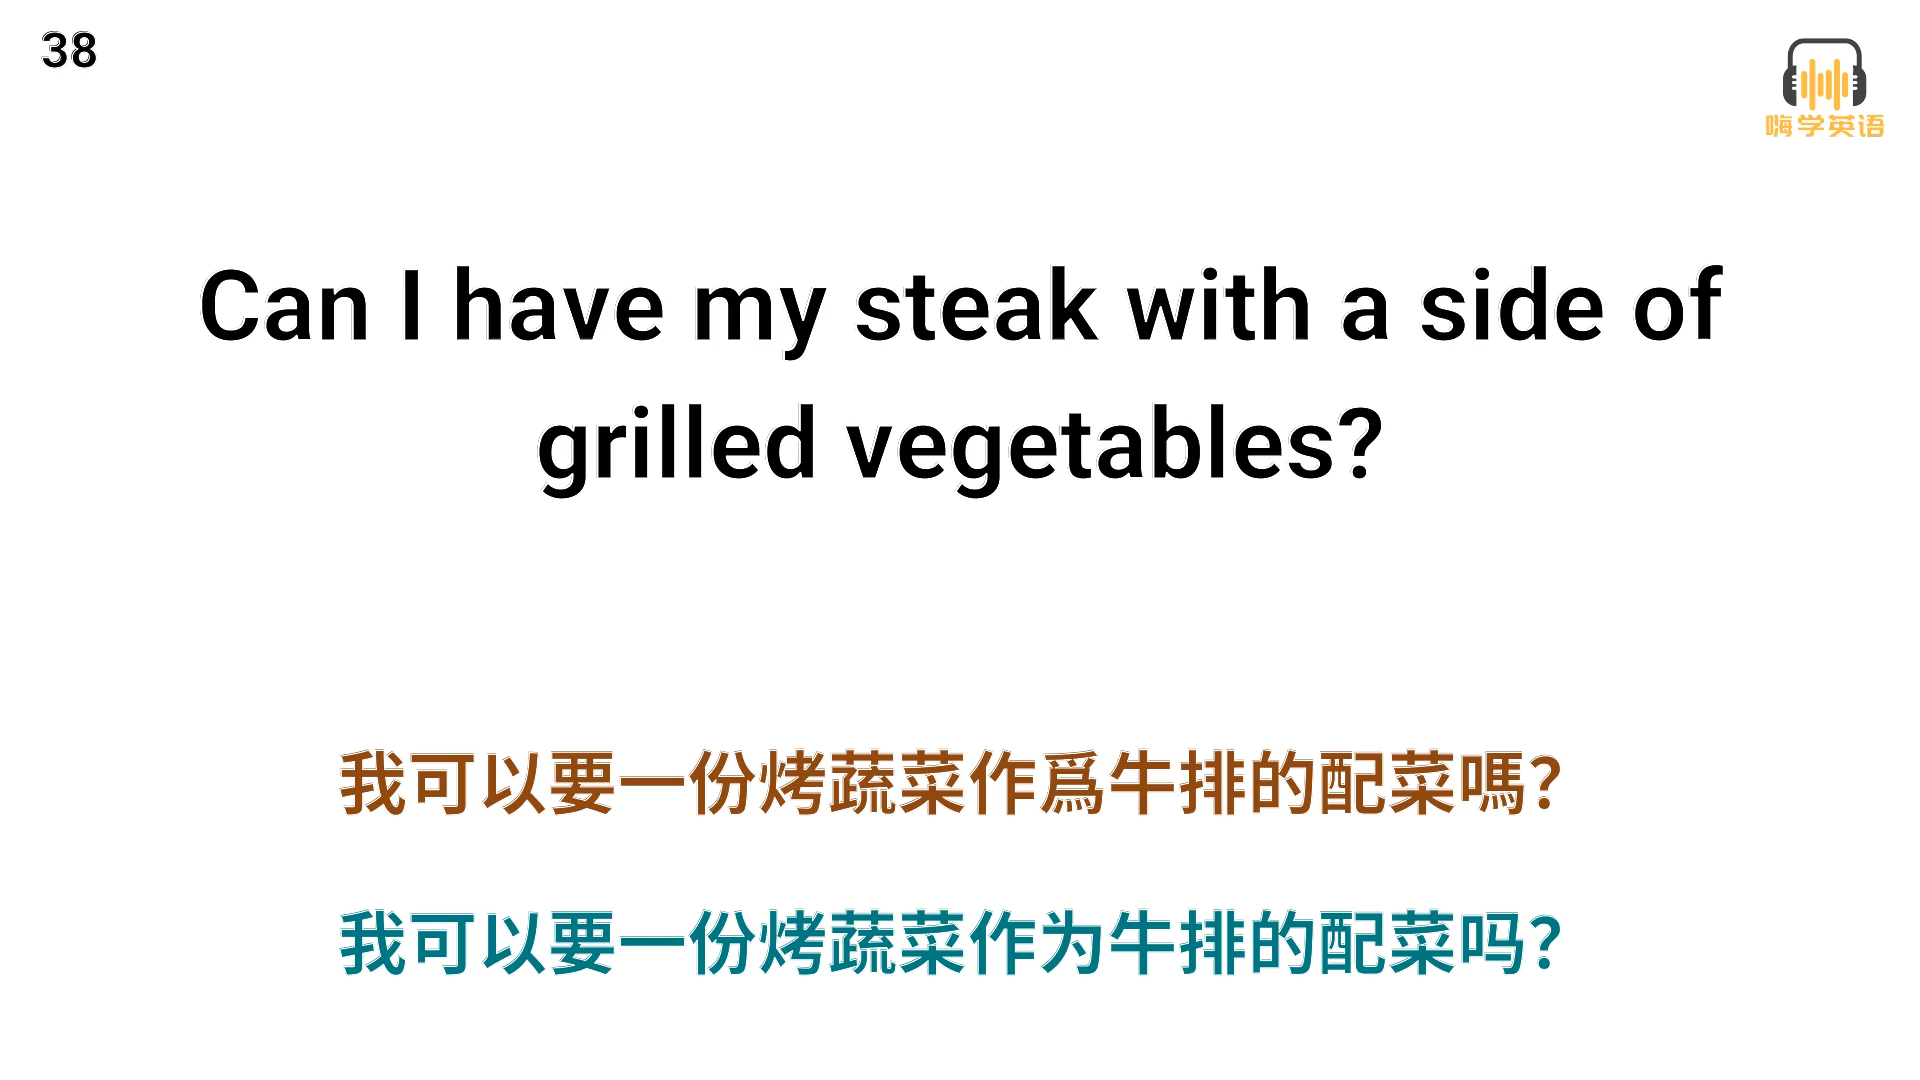 38
嗨学英语
Can I have my steak with a side of
grilled vegetables?
我可以要一份烤蔬菜作爲牛排的配菜嗎？
我可以要一份烤蔬菜作为牛排的配菜吗？